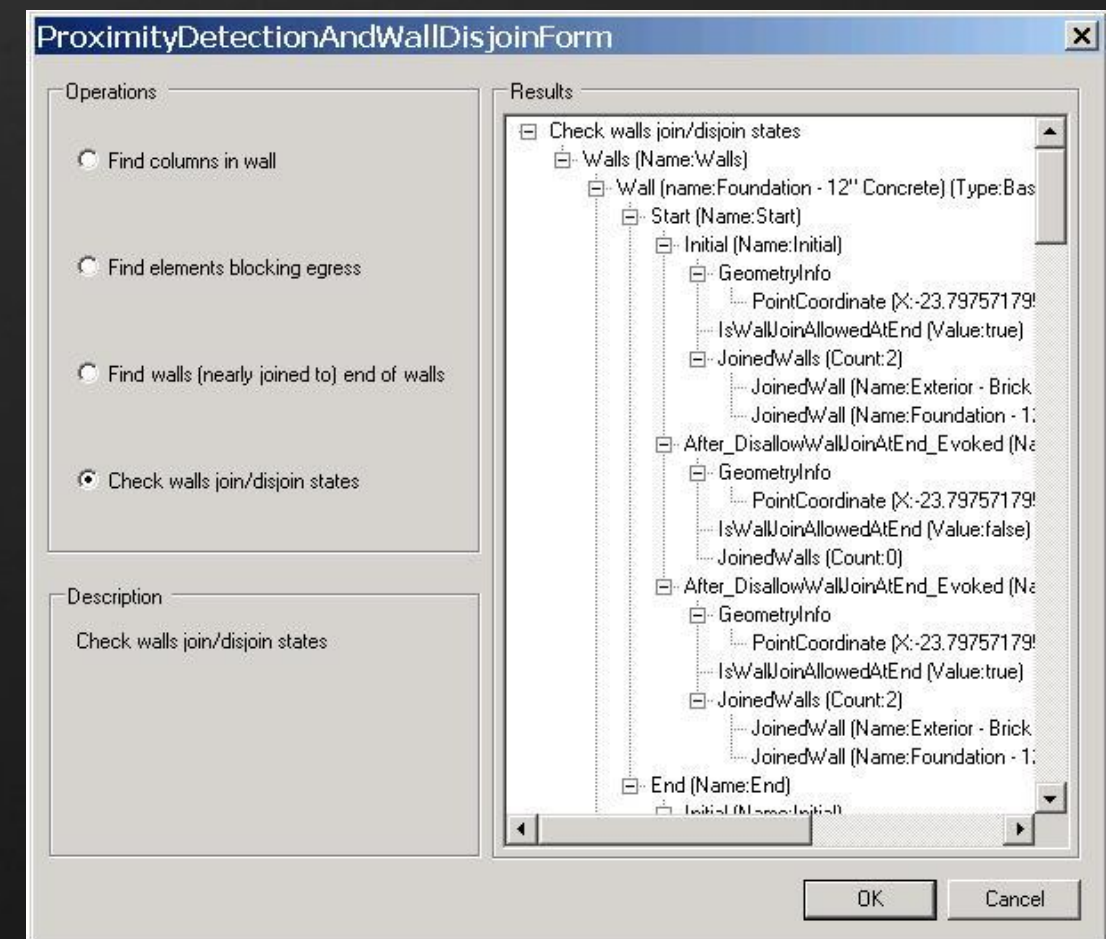 ProximityDetectionAndWallDisjoinForm
Operations
Find columns in wall
Find elements blocking egress
Find walls (nearly joined to) end of walls
Check walls join/disjoin states
Description
Check walls join/disjoin states
Results
Check walls join/disjoin states
Walls (Name:Walls)
Wall (name:Foundation - 12" Concrete) (Type:Bas
Start (Name:Start)
Initial (Name:Initial)
GeometryInfo
PointCoordinate (X:-23.79757179
IsWallJoinAllowedAtEnd (Value:true)
JoinedWalls (Count:2)
JoinedWall (Name:Exterior - Brick
JoinedWall (Name:Foundation - 1
After_DisallowWallJoinAtEnd_Evoked (Na
GeometryInfo
PointCoordinate (X:-23.79757179
IsWallJoinAllowedAtEnd (Value:false)
JoinedWalls (Count:0)
After_DisallowWallJoinAtEnd_Evoked (Na
GeometryInfo
PointCoordinate (X:-23.79757179
IsWallJoinAllowedAtEnd (Value:true)
JoinedWalls (Count:2)
JoinedWall (Name:Exterior - Brick
JoinedWall (Name:Foundation - 1
End (Name:End)
Initial (Name:Initial)
OK
Cancel